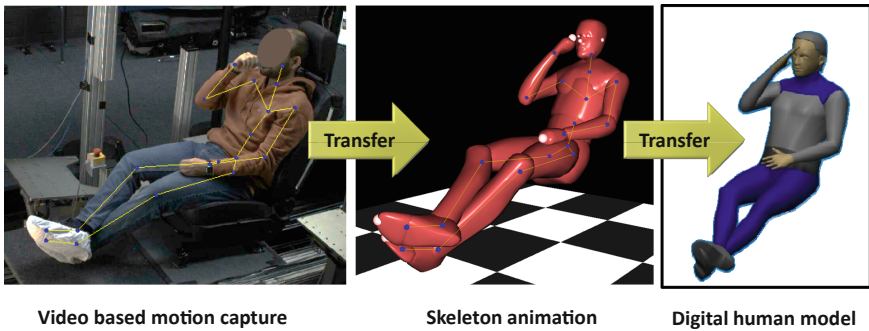 Transfer
Transfer
Video based motion capture
Skeleton animation
Digital human model